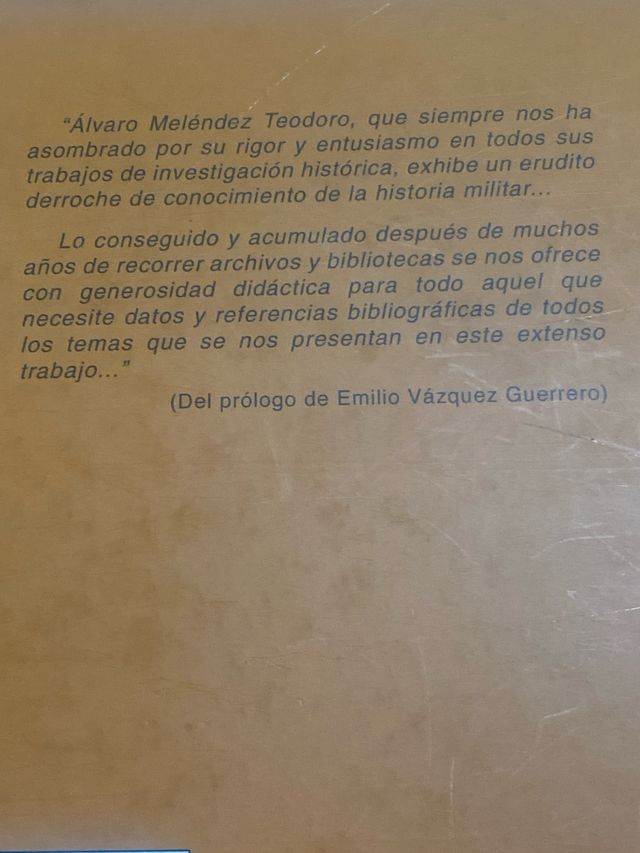 “Álvaro Meléndez Teodoro, que siempre nos ha
asombrado por su rigor y entusiasmo en todos sus
trabajos de investigación histórica, exhibe un erudito
derroche de conocimiento de la historia militar...
Lo conseguido y acumulado después de muchos
años de recorrer archivos y bibliotecas se nos ofrece
con generosidad didáctica para todo aquel que
necesite datos y referencias bibliográficas de todos
los temas que se nos presentan en este extenso
trabajo...”
(Del prólogo de Emilio Vázquez Guerrero)